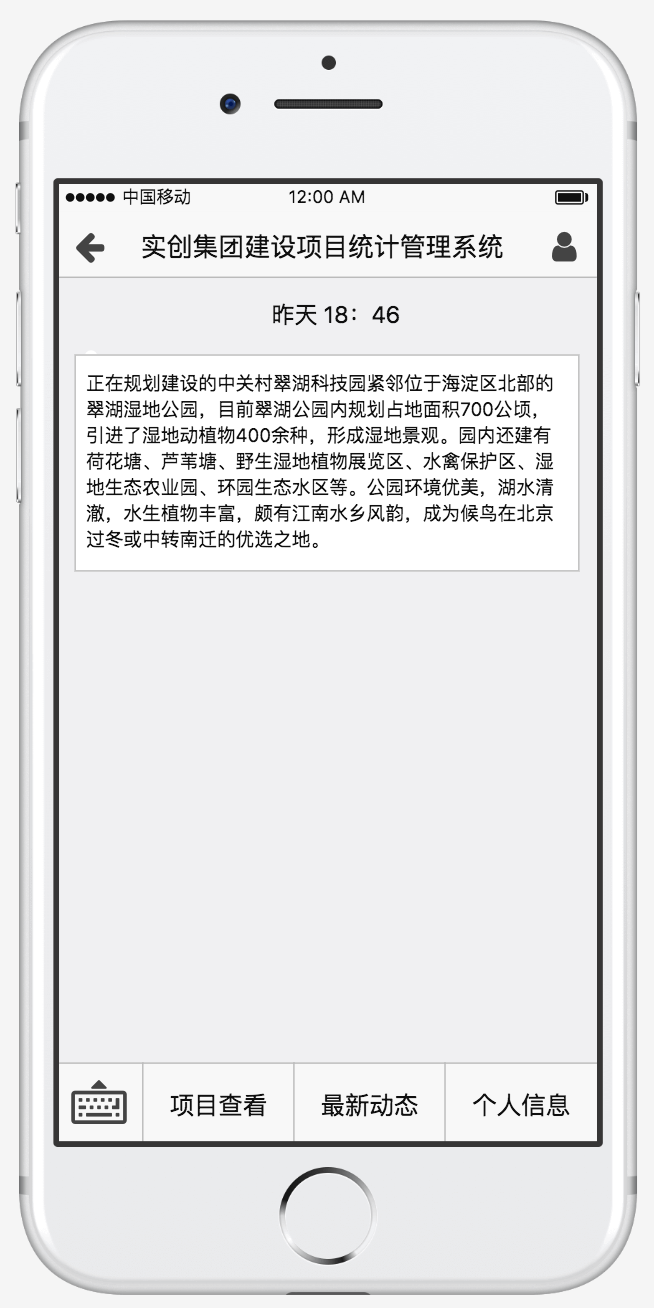 中国移动 12:00 AM
实创集团建设项目统计管理系统
昨天 18：46
正在规划建设的中关村翠湖科技园紧邻位于海淀区北部的
翠湖湿地公园，目前翠湖公园内规划占地面积700公顷，
引进了湿地动植物400余种，形成湿地景观。园内还建有
荷花塘、芦苇塘、野生湿地植物展览区、水禽保护区、湿
地生态农业园、环园生态水区等。公园环境优美，湖水清
澈，水生植物丰富，颇有江南水乡风韵，成为候鸟在北京
过冬或中转南迁的优选之地。
项目查看 最新动态 个人信息